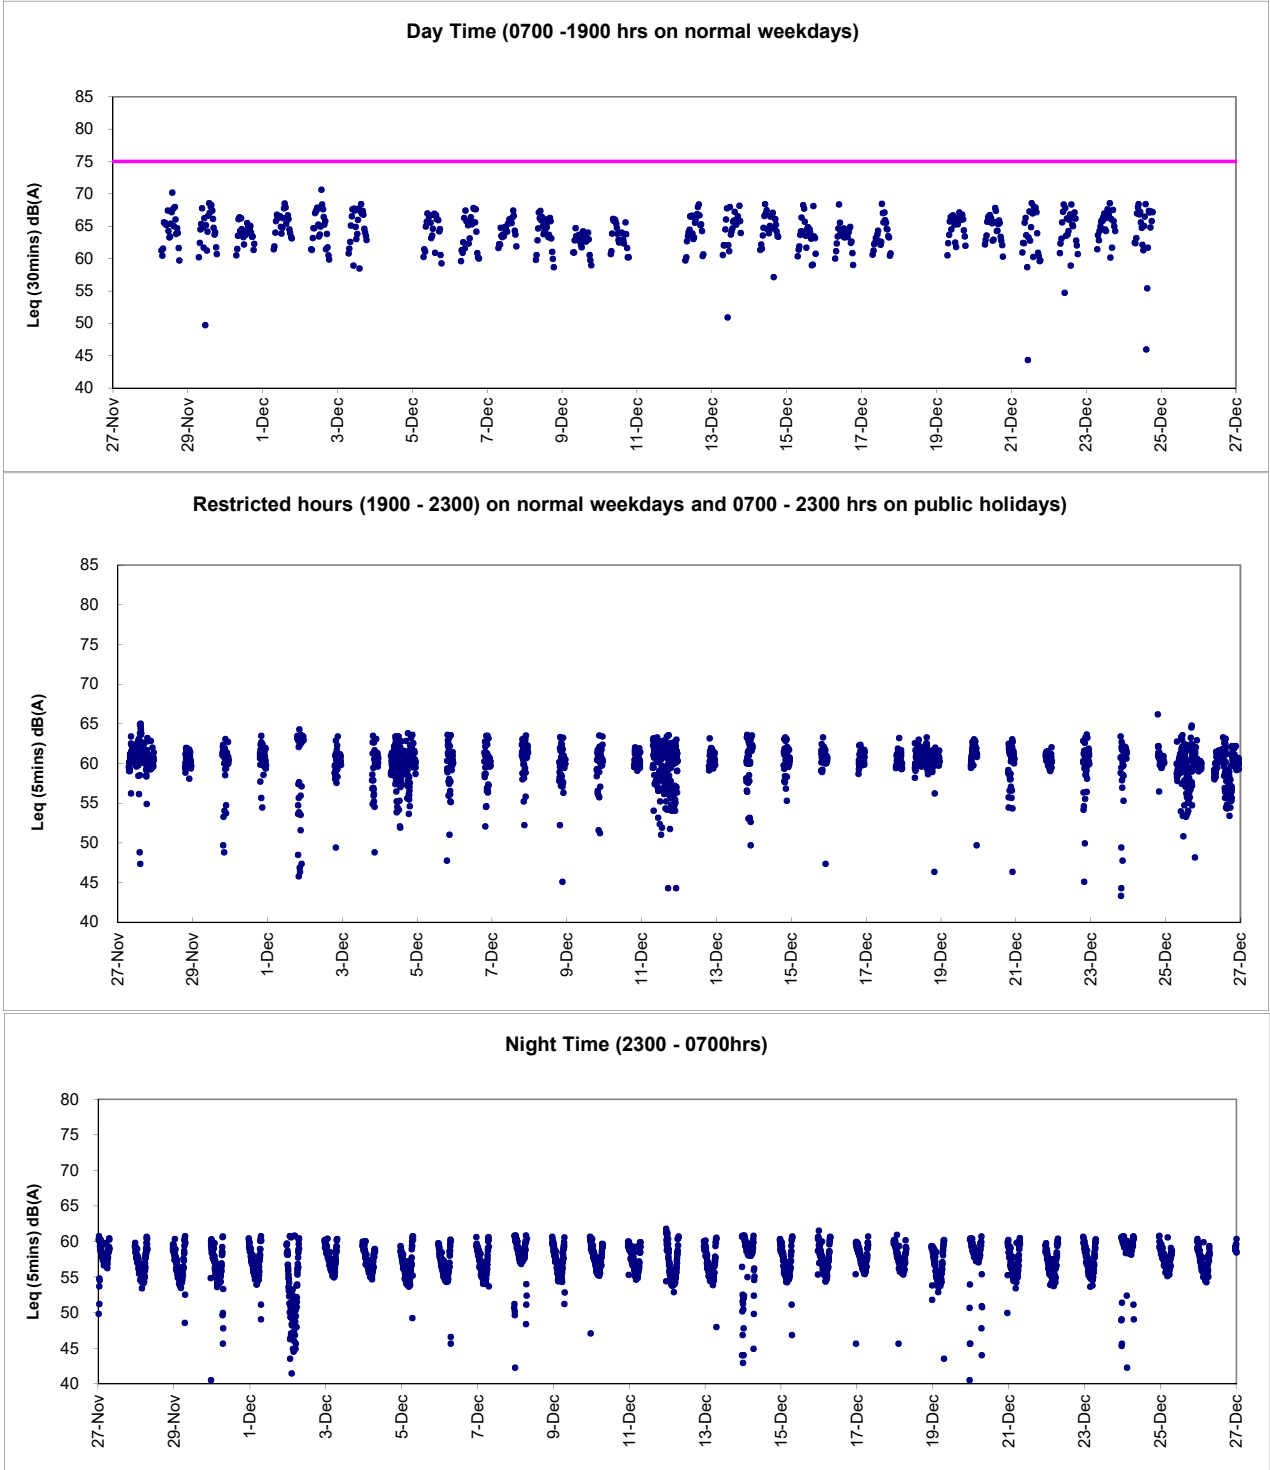 Day Time (0700 -1900 hrs on normal weekdays)
Leq (30mins) dB(A)
85
80
75
70
65
60
55
50
45
40
27-Nov
29-Nov
1-Dec
3-Dec
5-Dec
7-Dec
9-Dec
11-Dec
13-Dec
15-Dec
17-Dec
19-Dec
21-Dec
23-Dec
25-Dec
27-Dec
Restricted hours (1900 - 2300) on normal weekdays and 0700 - 2300 hrs on public holidays)
Leq (5mins) dB(A)
85
80
75
70
65
60
55
50
45
40
27-Nov
29-Nov
1-Dec
3-Dec
5-Dec
7-Dec
9-Dec
11-Dec
13-Dec
15-Dec
17-Dec
19-Dec
21-Dec
23-Dec
25-Dec
27-Dec
Night Time (2300 - 0700hrs)
Leq (5mins) dB(A)
80
75
70
65
60
55
50
45
40
27-Nov
29-Nov
1-Dec
3-Dec
5-Dec
7-Dec
9-Dec
11-Dec
13-Dec
15-Dec
17-Dec
19-Dec
21-Dec
23-Dec
25-Dec
27-Dec